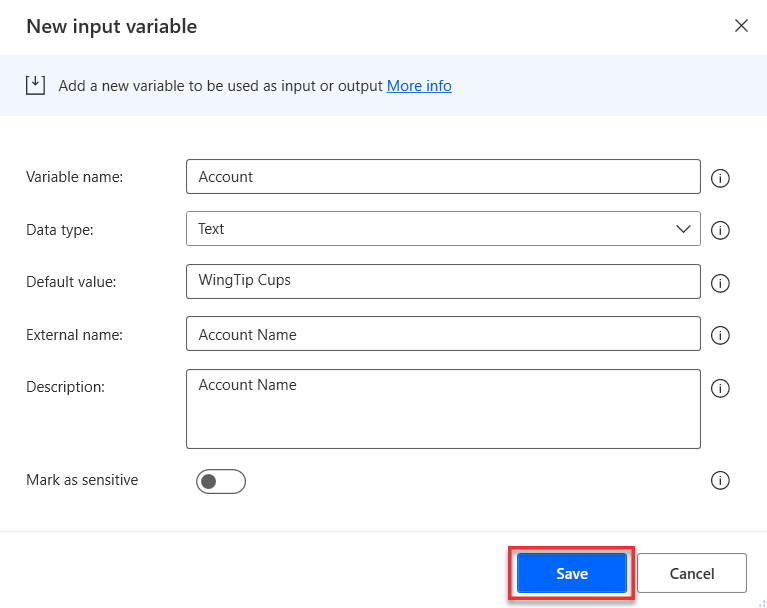 New input variable
Add a new variable to be used as input or output More info
Variable name: Account
Data type: Text
Default value: WingTip Cups
External name: Account Name
Description: Account Name
Mark as sensitive
Save Cancel